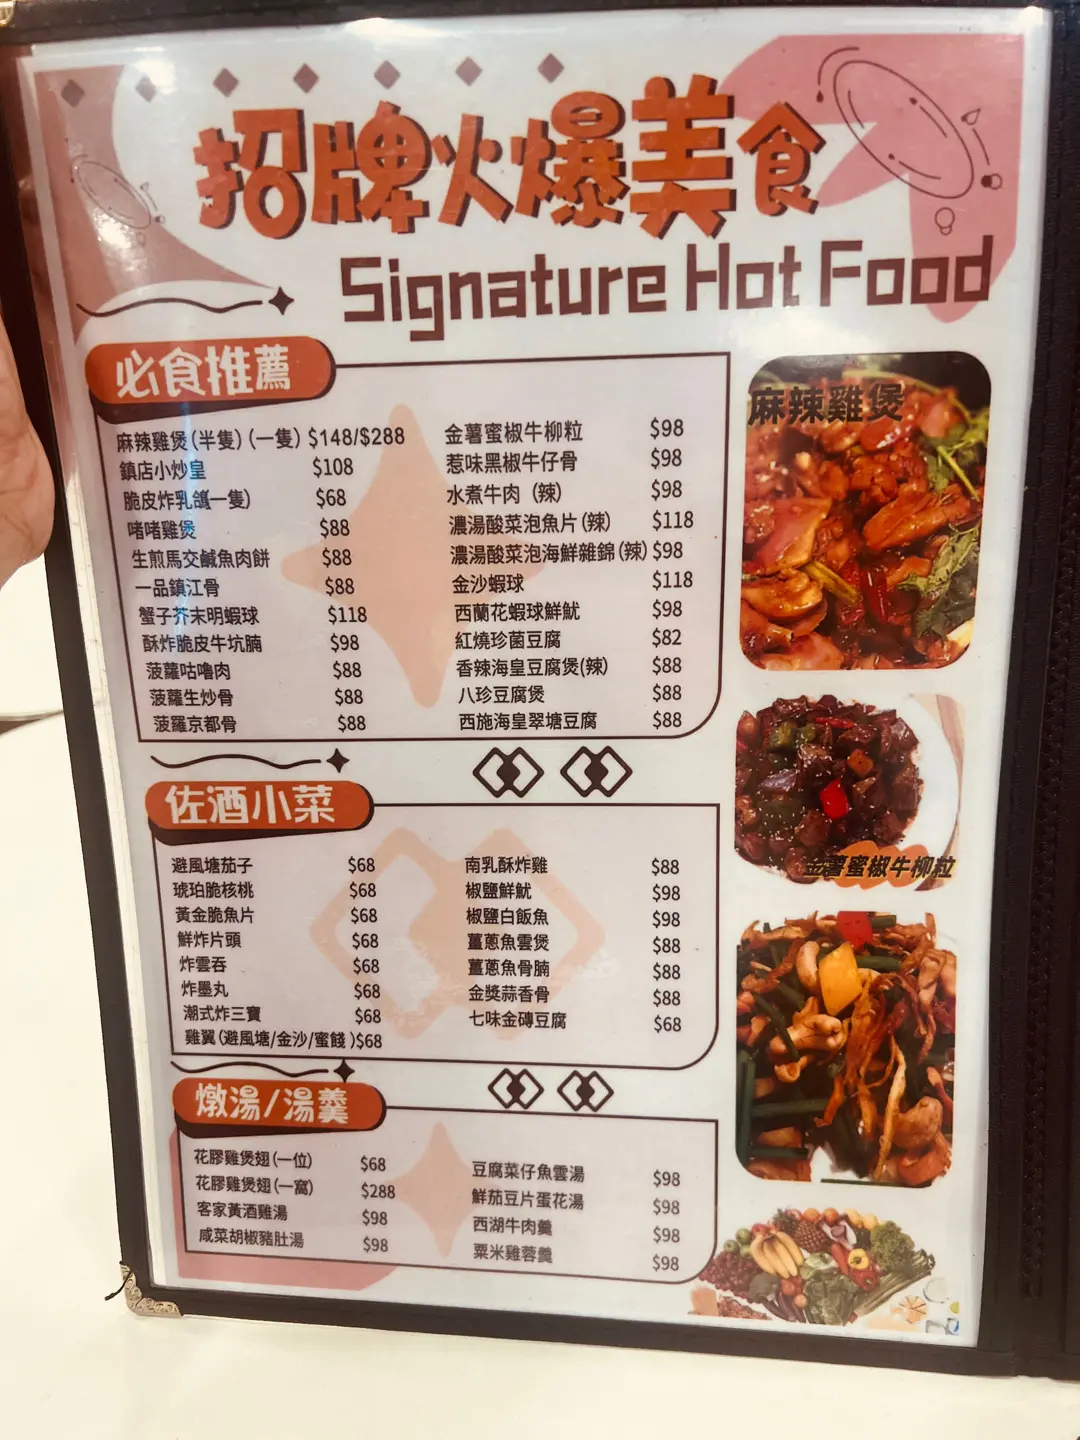 招牌火爆美食
Signature Hot Food
必食推薦
麻辣雞煲(半隻)(一隻) $148/$288
鎮店小炒皇 $108
脆皮炸乳鴿(一隻) $68
啫啫雞煲 $88
生煎馬交鹹魚肉餅 $88
一品鎮江骨 $88
蟹子芥末明蝦球 $118
酥炸脆皮牛坑腩 $98
菠蘿咕嚕肉 $88
菠蘿生炒骨 $88
菠蘿京都骨 $88
金薯蜜椒牛柳粒 $98
惹味黑椒牛仔骨 $98
水煮牛肉 (辣) $98
濃湯酸菜泡魚片(辣) $118
濃湯酸菜泡海鮮雜錦(辣) $98
金沙蝦球 $118
西蘭花蝦球鮮魷 $98
紅燒珍菌豆腐 $82
香辣海皇豆腐煲(辣) $88
八珍豆腐煲 $88
西施海皇翠塘豆腐 $88
麻辣雞煲
金薯蜜椒牛柳粒
佐酒小菜
避風塘茄子 $68
琥珀脆核桃 $68
黃金脆魚片 $68
鮮炸片頭 $68
炸雲吞 $68
炸墨丸 $68
潮式炸三寶 $68
雞翼(避風塘/金沙/蜜餞)$68
南乳酥炸雞 $88
椒鹽鮮魷 $98
椒鹽白飯魚 $98
薑蔥魚雲煲 $88
薑蔥魚骨腩 $88
金獎蒜香骨 $88
七味金磚豆腐 $68
燉湯/湯羹
花膠雞煲翅(一位) $68
花膠雞煲翅(一窩) $288
客家黃酒雞湯 $98
咸菜胡椒豬肚湯 $98
豆腐菜仔魚雲湯 $98
鮮茄豆片蛋花湯 $98
西湖牛肉羹 $98
粟米雞蓉羹 $98